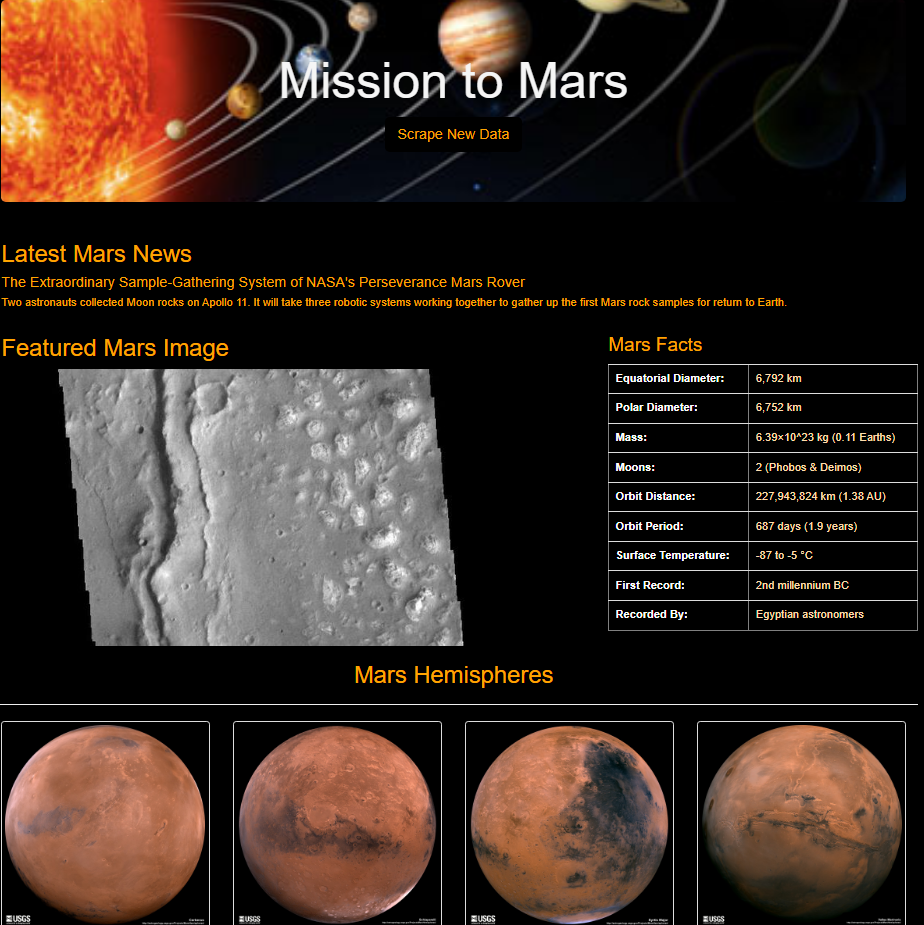 Mission to Mars
Scrape New Data
Latest Mars News
The Extraordinary Sample-Gathering System of NASA's Perseverance Mars Rover
Two astronauts collected Moon rocks on Apollo 11. It will take three robotic systems working together to gather up the first Mars rock samples for return to Earth.
Featured Mars Image
Mars Facts
Equatorial Diameter: 6,792 km
Polar Diameter: 6,752 km
Mass: 6.39×10^23 kg (0.11 Earths)
Moons: 2 (Phobos & Deimos)
Orbit Distance: 227,943,824 km (1.38 AU)
Orbit Period: 687 days (1.9 years)
Surface Temperature: -87 to -5 °C
First Record: 2nd millennium BC
Recorded By: Egyptian astronomers
Mars Hemispheres
USGS
USGS
USGS
USGS